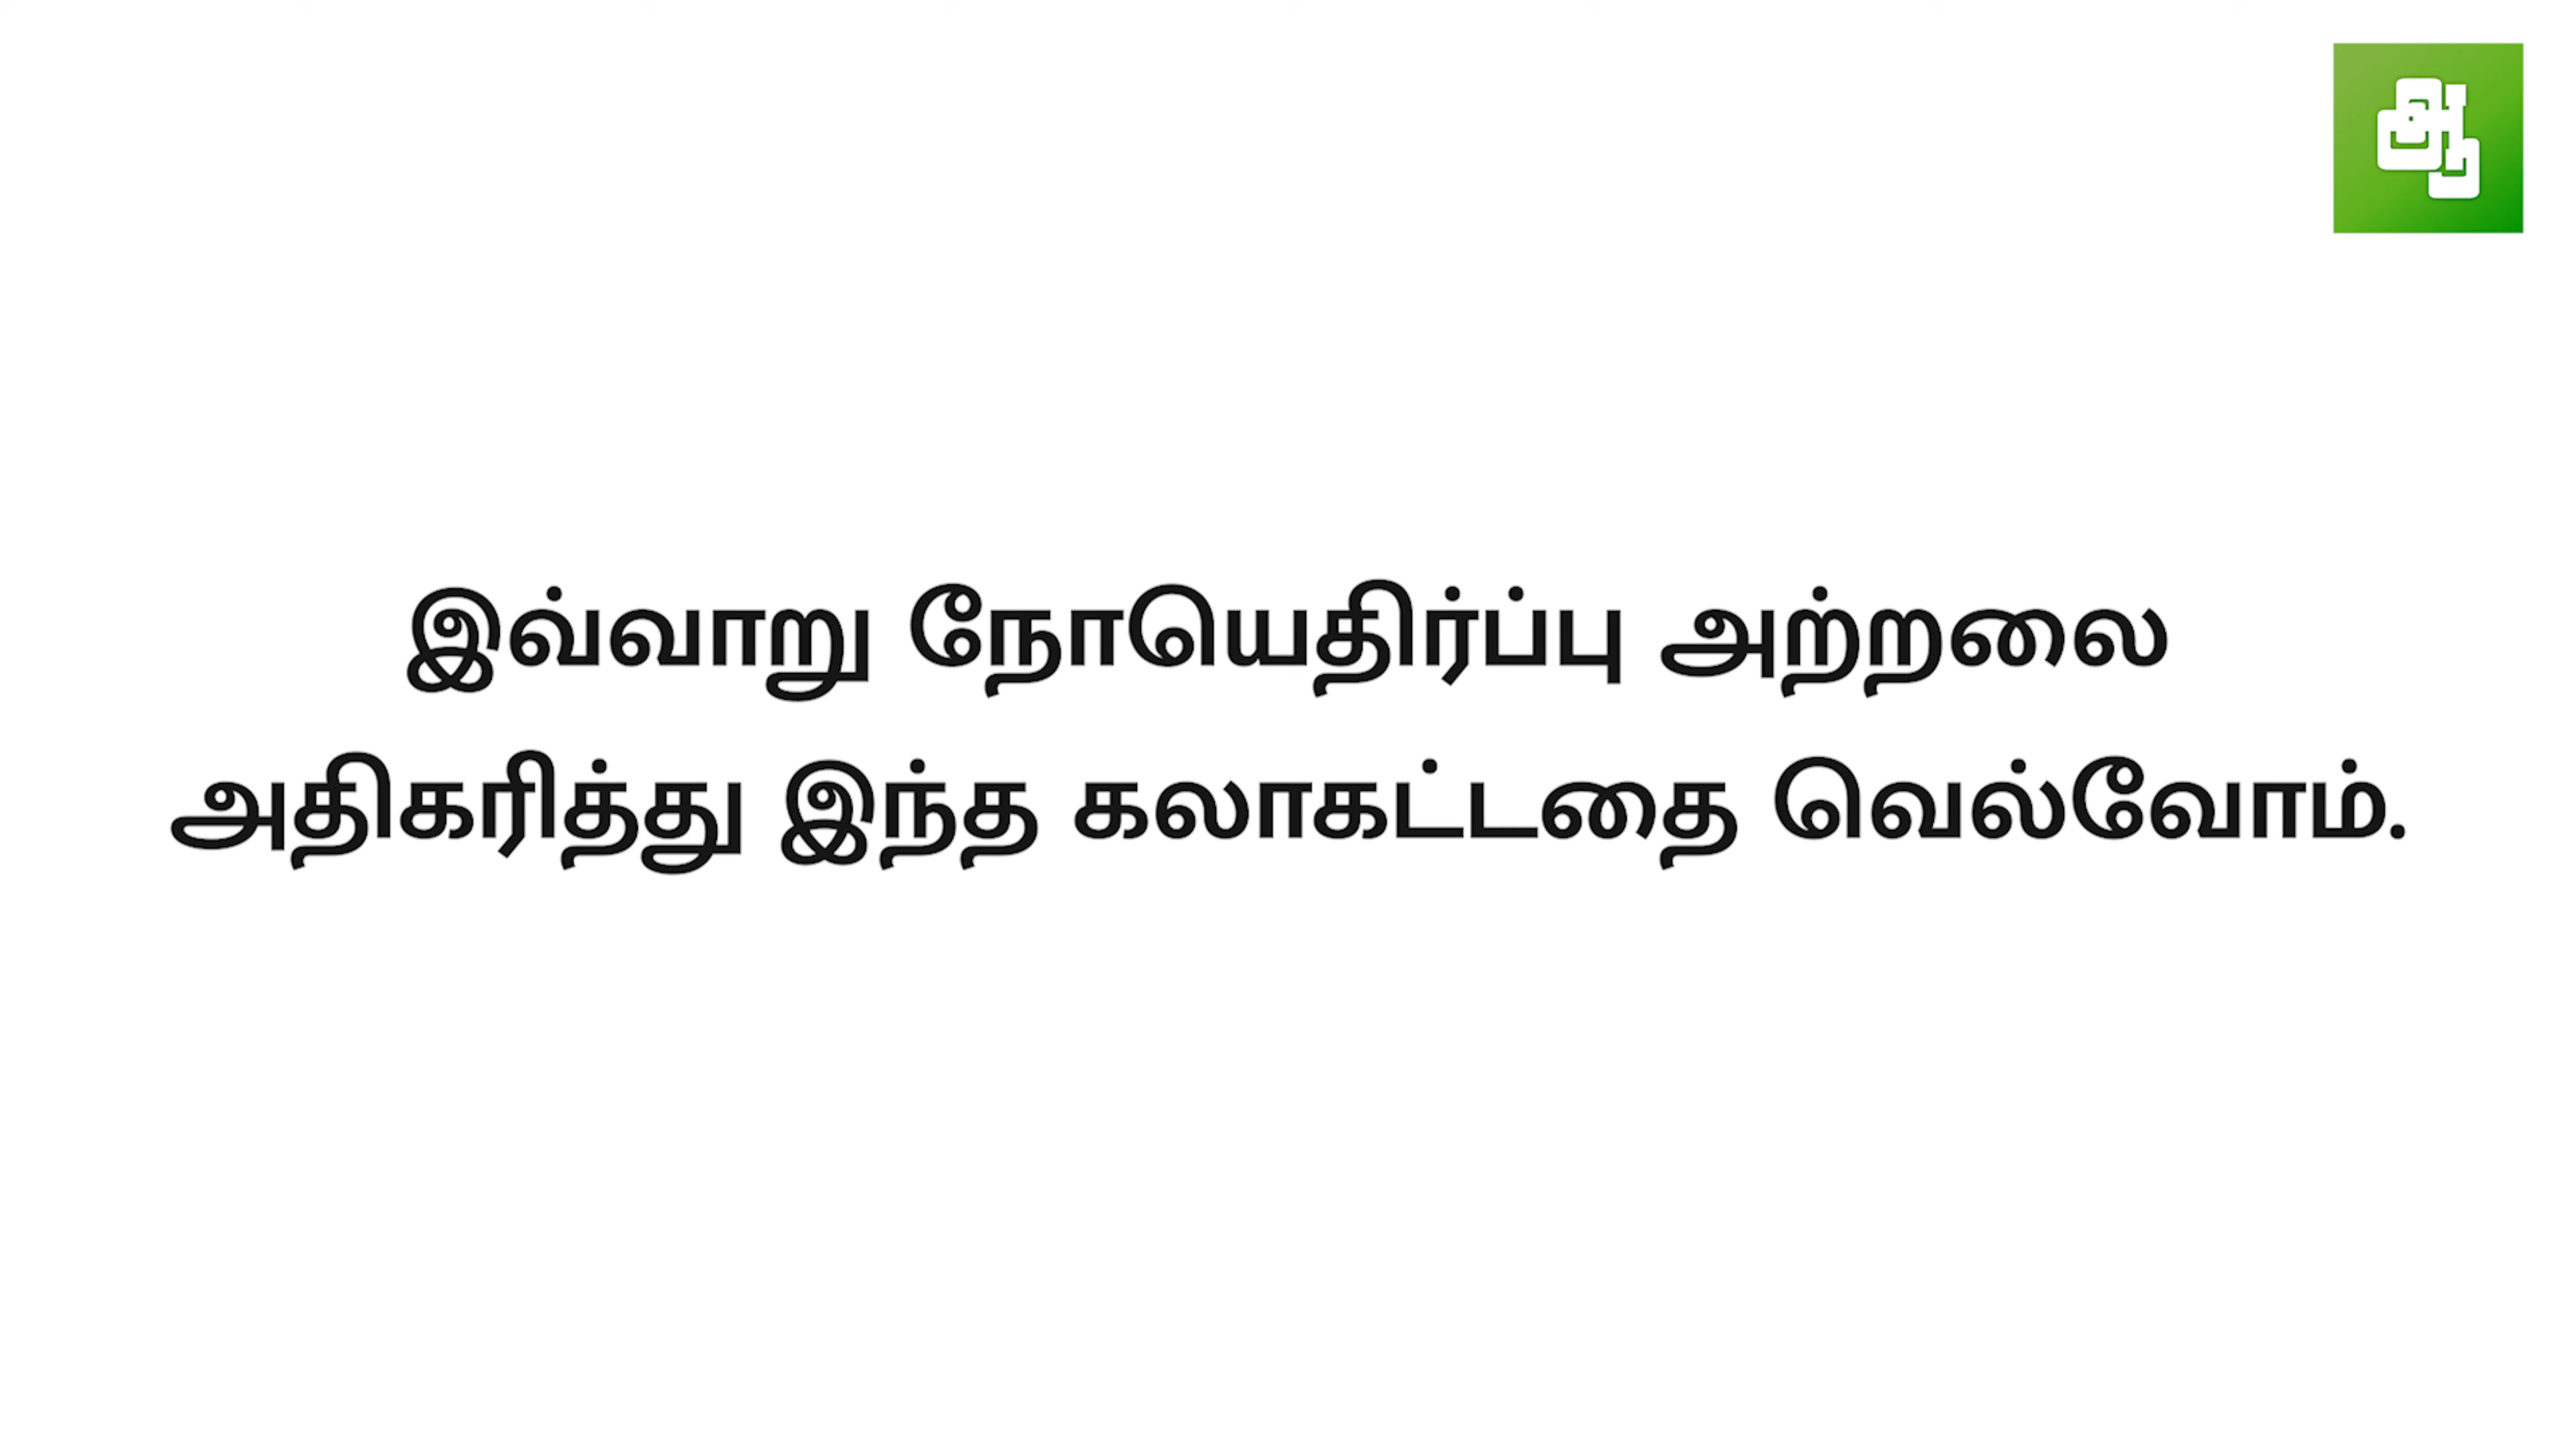 இவ்வாறு நோயெதிர்ப்பு அற்றலை
அதிகரித்து இந்த கலாகட்டதை வெல்வோம்.